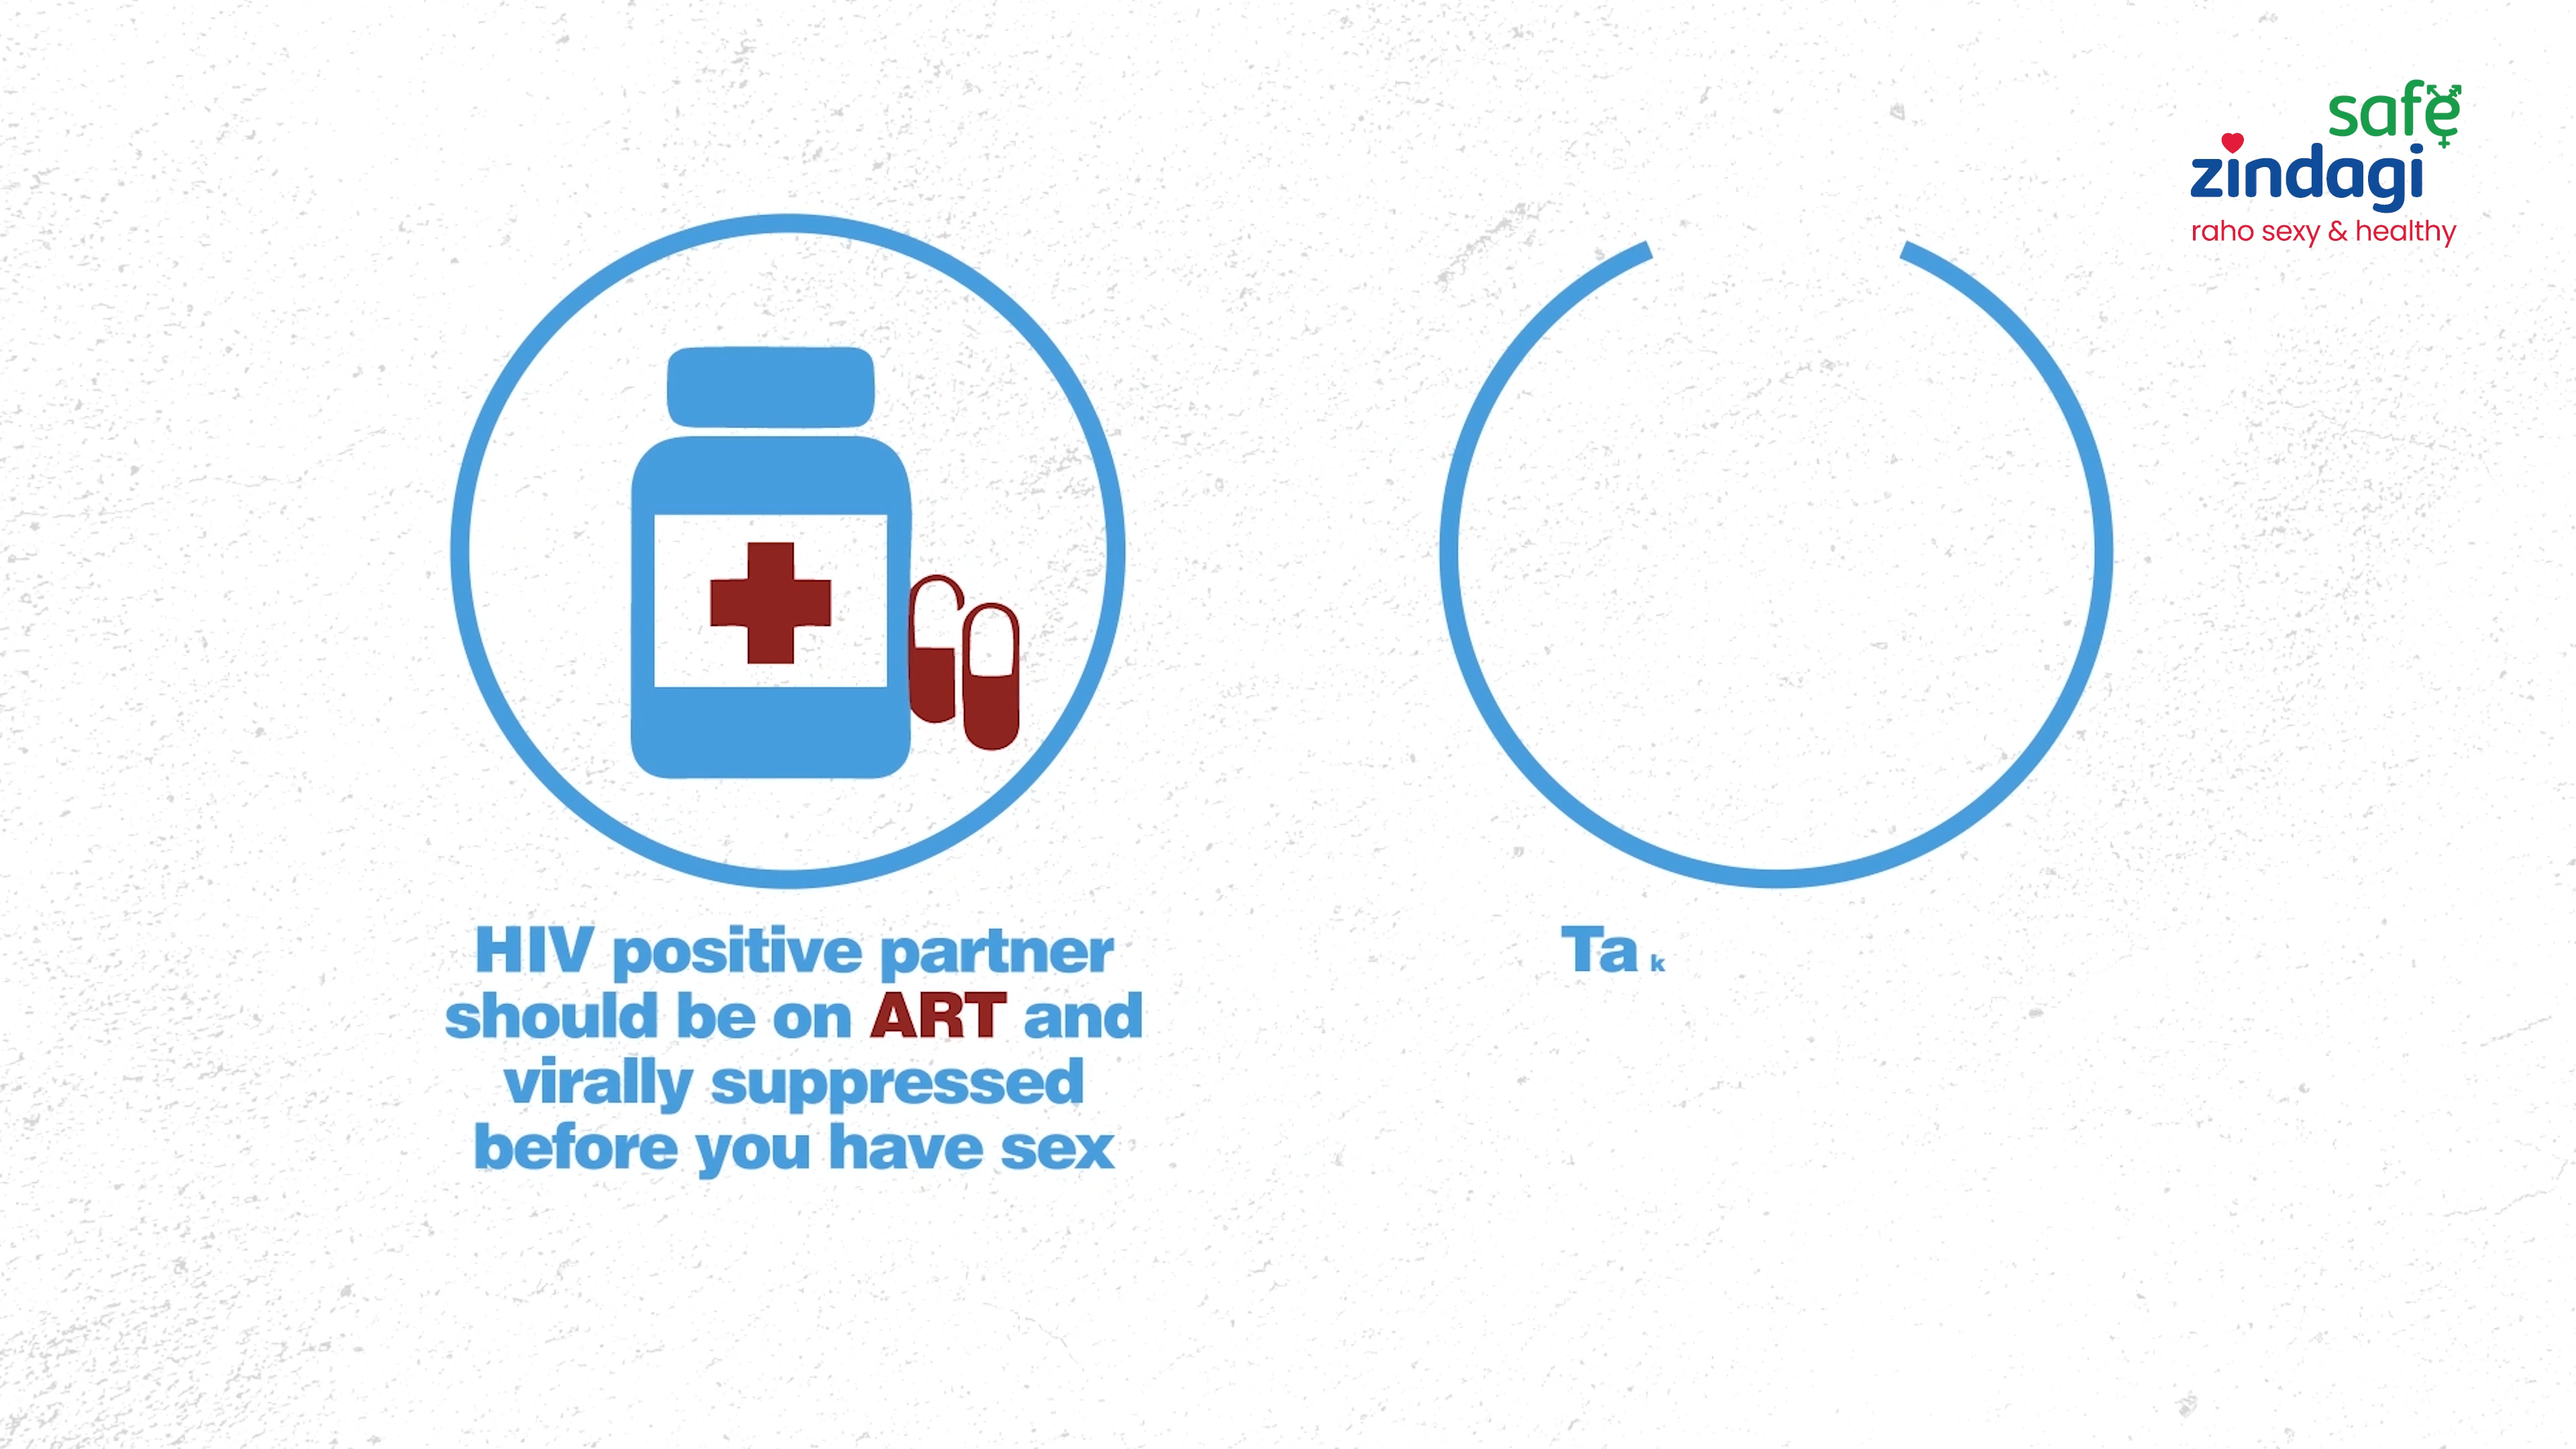 safe
zindagi
raho sexy & healthy
HIV positive partner
should be on ART and
virally suppressed
before you have sex
Ta k